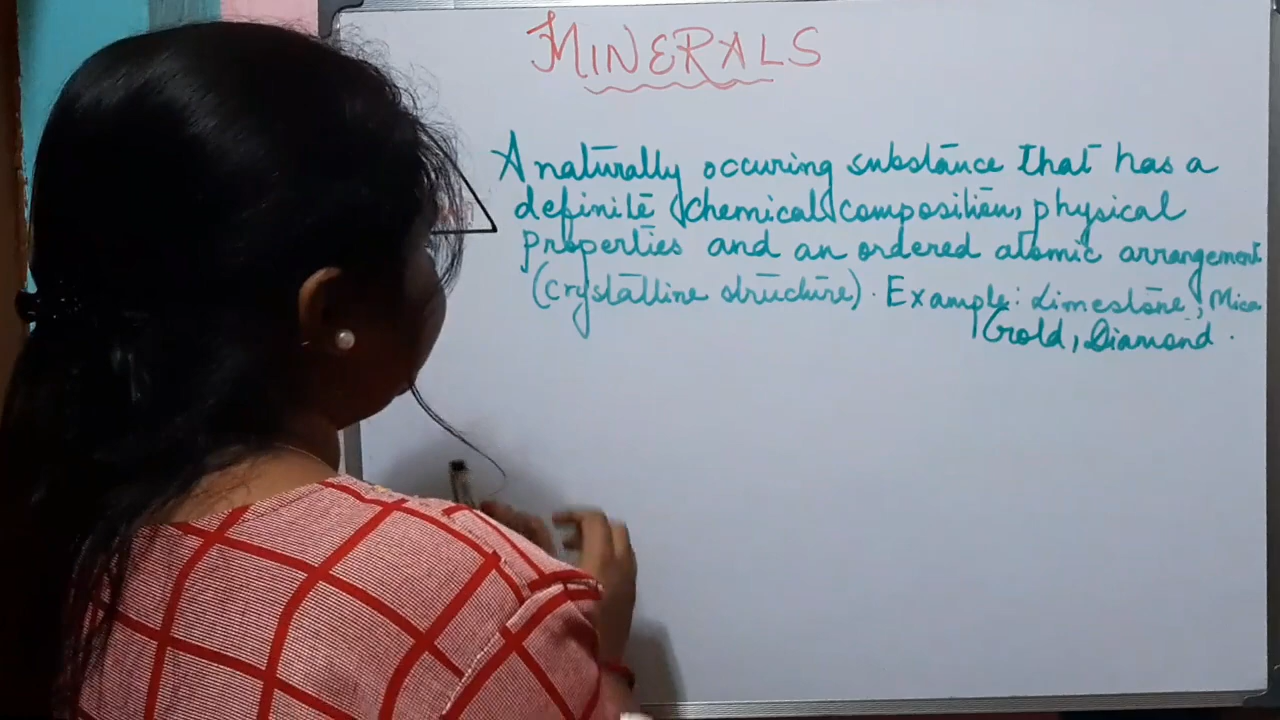 MINERALS
A naturally occuring substance that has a
definite chemical composition, physical
properties and an ordered atomic arrangement
(crystalline structure). Example: Limestone, Mica
Gold, Diamond.